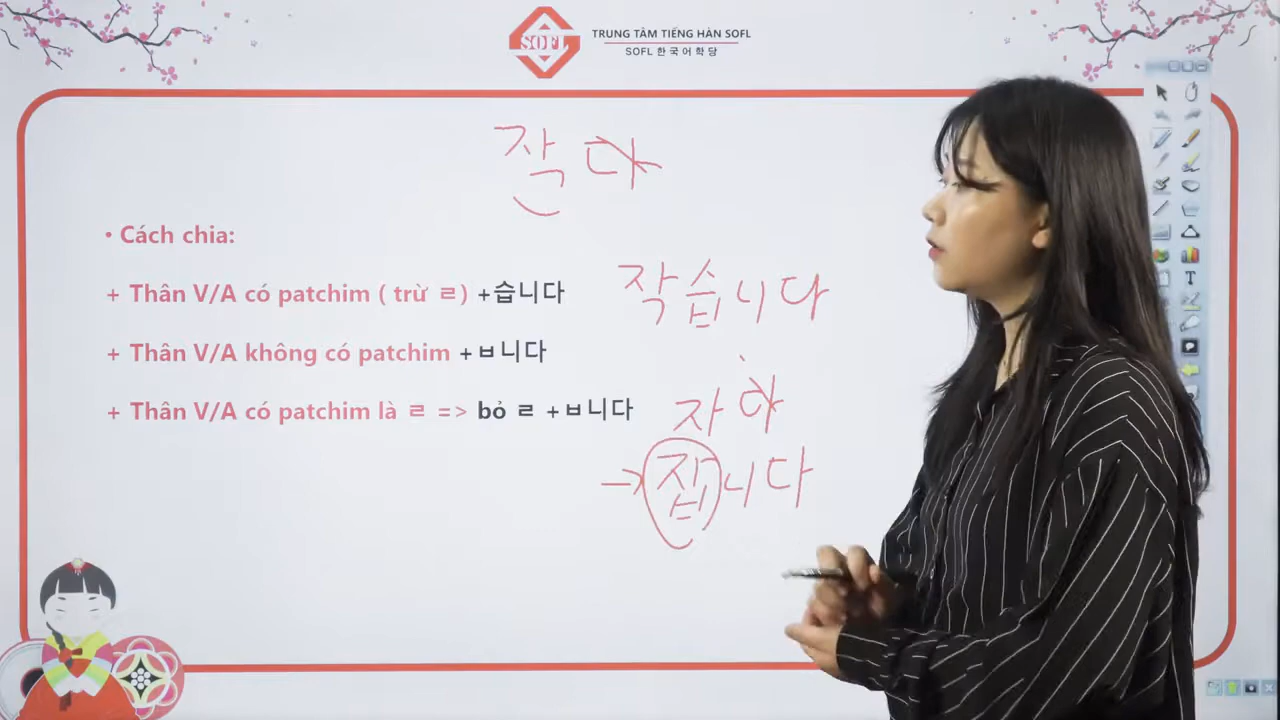 SOFL
TRUNG TÂM TIẾNG HÀN SOFL
SOFL 한국어학당
작다
• Cách chia:
+ Thân V/A có patchim ( trừ ㄹ) +습니다
작습니다
+ Thân V/A không có patchim +ㅂ니다
자다
+ Thân V/A có patchim là ㄹ => bỏ ㄹ +ㅂ니다
→ 잡니다
T